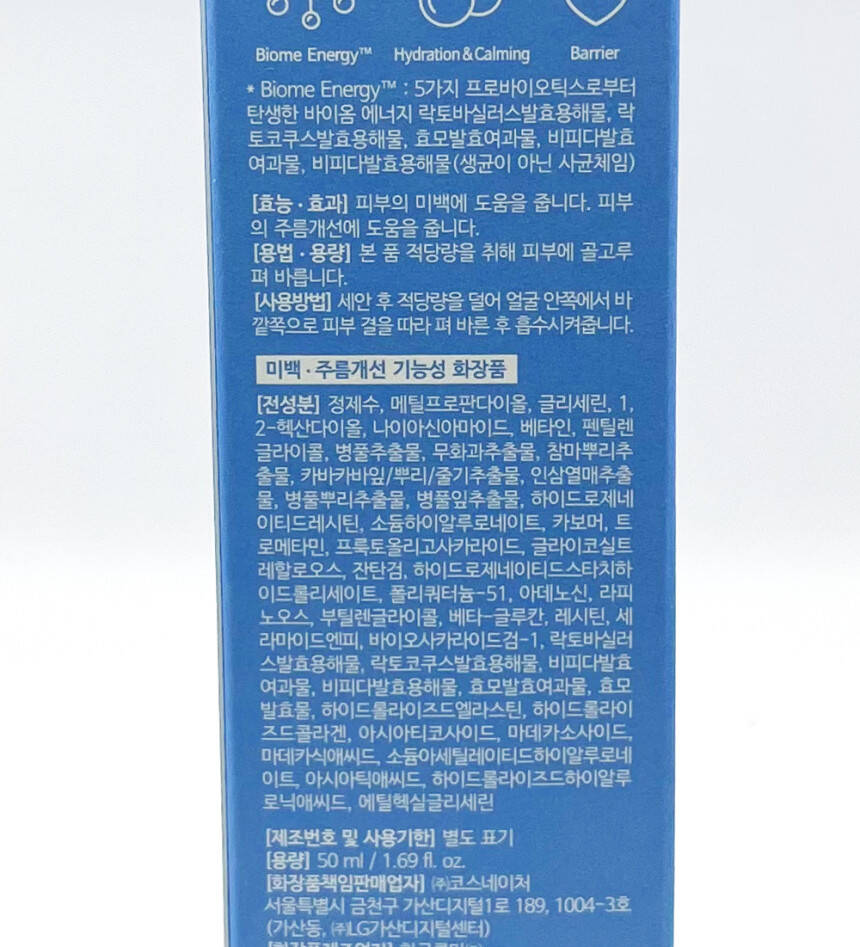 Biome Energy™ Hydration & Calming Barrier
* Biome Energy™ : 5가지 프로바이오틱스로부터
탄생한 바이옴 에너지 락토바실러스발효용해물, 락
토코쿠스발효용해물, 효모발효여과물, 비피다발효
여과물, 비피다발효용해물(생균이 아닌 사균체임)
[효능 · 효과] 피부의 미백에 도움을 줍니다. 피부
의 주름개선에 도움을 줍니다.
[용법 · 용량] 본 품 적당량을 취해 피부에 골고루
펴 바릅니다.
[사용방법] 세안 후 적당량을 덜어 얼굴 안쪽에서 바
깥쪽으로 피부 결을 따라 펴 바른 후 흡수시켜줍니다.
미백 · 주름개선 기능성 화장품
[전성분] 정제수, 메틸프로판다이올, 글리세린, 1,
2-헥산다이올, 나이아신아마이드, 베타인, 펜틸렌
글라이콜, 병풀추출물, 무화과추출물, 참마뿌리추
출물, 카바카바잎/뿌리/줄기추출물, 인삼열매추출
물, 병풀뿌리추출물, 병풀잎추출물, 하이드로제네
이티드레시틴, 소듐하이알루로네이트, 카보머, 트
로메타민, 프룩토올리고사카라이드, 글라이코실트
레할로오스, 잔탄검, 하이드로제네이티드스타치하
이드롤리세이트, 폴리쿼터늄-51, 아데노신, 라피
노오스, 부틸렌글라이콜, 베타-글루칸, 레시틴, 세
라마이드엔피, 바이오사카라이드검-1, 락토바실러
스발효용해물, 락토코쿠스발효용해물, 비피다발효
여과물, 비피다발효용해물, 효모발효여과물, 효모
발효물, 하이드롤라이즈드엘라스틴, 하이드롤라이
즈드콜라겐, 아시아티코사이드, 마데카소사이드,
마데카식애씨드, 소듐아세틸레이티드하이알루로네
이트, 아시아틱애씨드, 하이드롤라이즈드하이알루
로닉애씨드, 에틸헥실글리세린
[제조번호 및 사용기한] 별도 표기
[용량] 50 ml / 1.69 fl. oz.
[화장품책임판매업자] ㈜코스네이처
서울특별시 금천구 가산디지털1로 189, 1004-3호
(가산동, ㈜LG가산디지털센터)